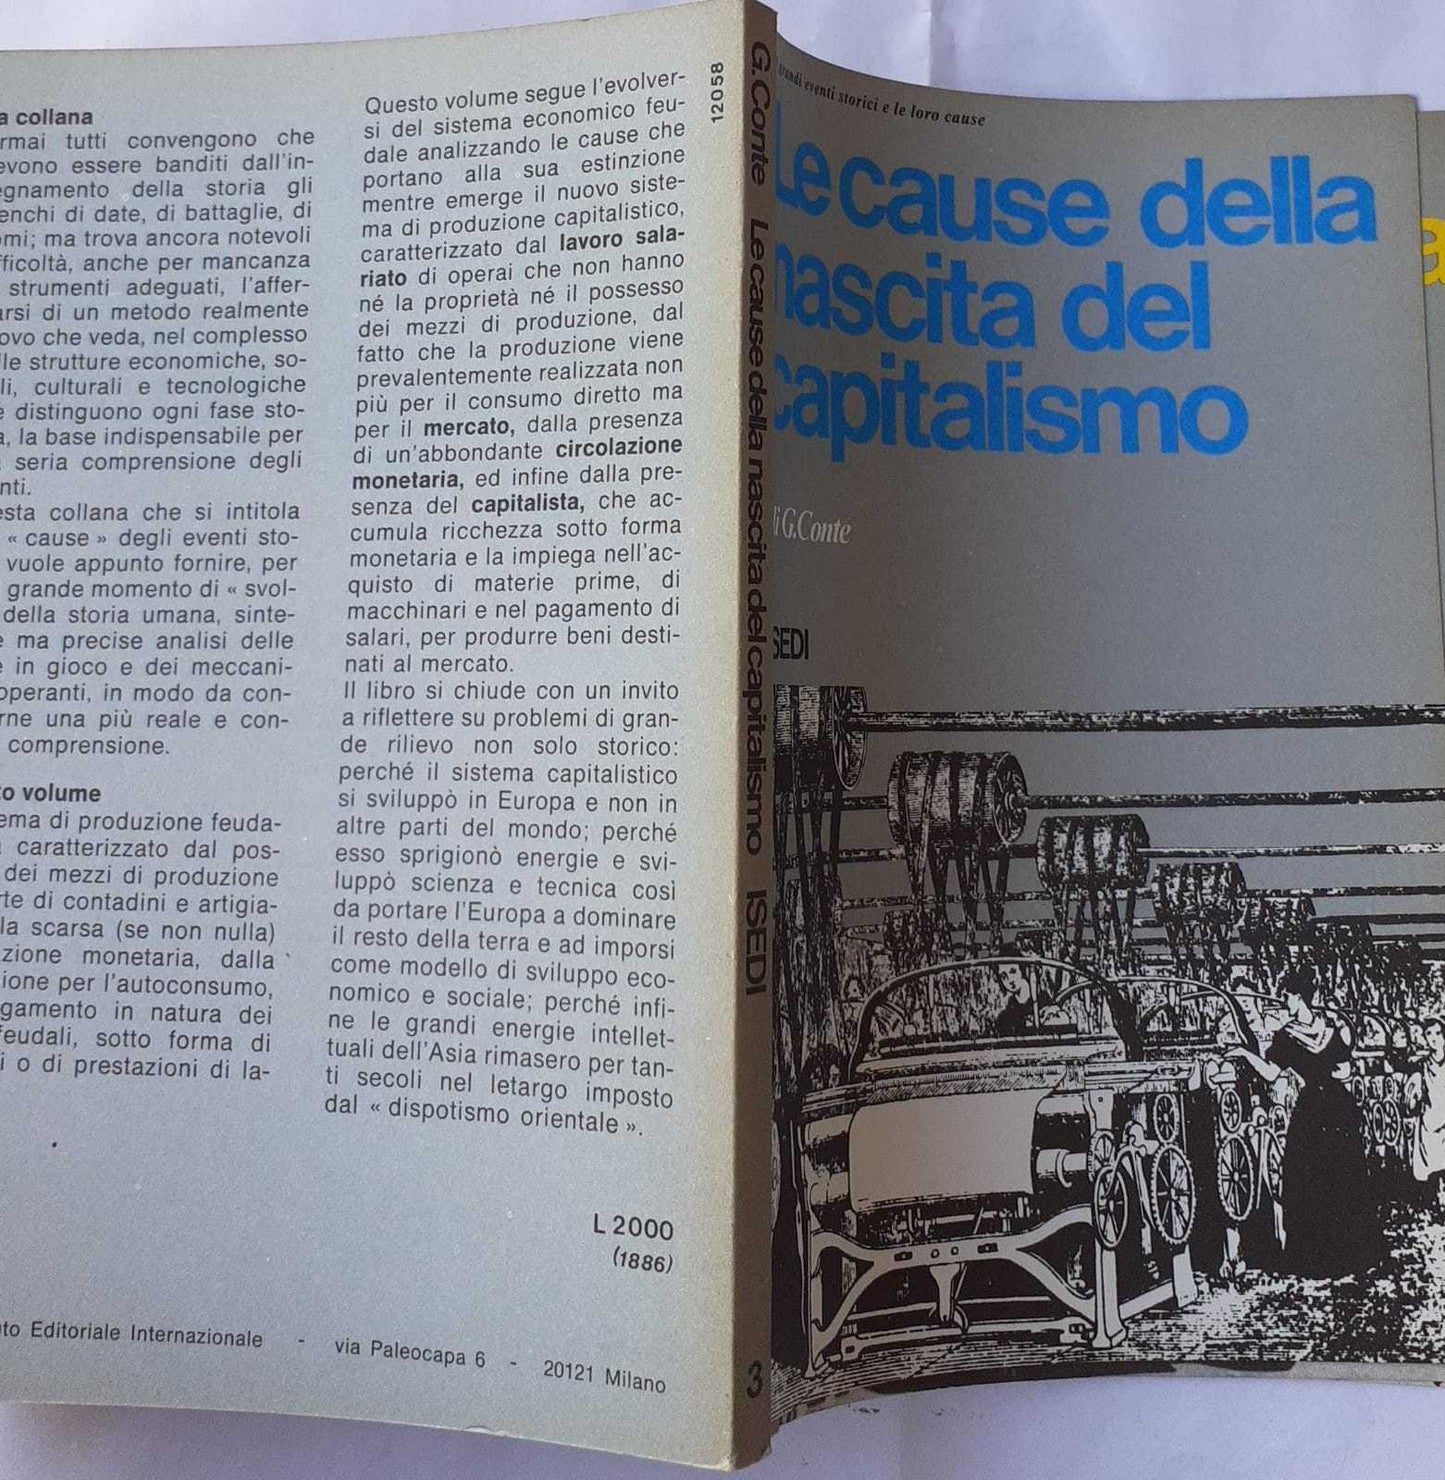 a collana
rmai tutti convengono che
evono essere banditi dall'in-
egnamento della storia gli
enchi di date, di battaglie, di
omi; ma trova ancora notevoli
fficoltà, anche per mancanza
strumenti adeguati, l'affer-
arsi di un metodo realmente
ovo che veda, nel complesso
lle strutture economiche, so-
li, culturali e tecnologiche
e distinguono ogni fase sto-
a, la base indispensabile per
seria comprensione degli
nti.
esta collana che si intitola
« cause » degli eventi sto-
vuole appunto fornire, per
grande momento di « svol-
della storia umana, sinte-
e ma precise analisi delle
e in gioco e dei meccani-
operanti, in modo da con-
rne una più reale e con-
comprensione.
to volume
ema di produzione feuda-
caratterizzato dal pos-
dei mezzi di produzione
rte di contadini e artigia-
lla scarsa (se non nulla)
azione monetaria, dalla
ione per l'autoconsumo,
gamento in natura dei
feudali, sotto forma di
i o di prestazioni di la-
Questo volume segue l'evolver-
si del sistema economico feu-
dale analizzando le cause che
portano alla sua estinzione
mentre emerge il nuovo siste-
ma di produzione capitalistico,
caratterizzato dal lavoro sala-
riato di operai che non hanno
né la proprietà né il possesso
dei mezzi di produzione, dal
fatto che la produzione viene
prevalentemente realizzata non
più per il consumo diretto ma
per il mercato, dalla presenza
di un'abbondante circolazione
monetaria, ed infine dalla pre-
senza del capitalista, che ac-
cumula ricchezza sotto forma
monetaria e la impiega nell'ac-
quisto di materie prime, di
macchinari e nel pagamento di
salari, per produrre beni desti-
nati al mercato.
Il libro si chiude con un invito
a riflettere su problemi di gran-
de rilievo non solo storico:
perché il sistema capitalistico
si sviluppò in Europa e non in
altre parti del mondo; perché
esso sprigionò energie e svi-
luppò scienza e tecnica così
da portare l'Europa a dominare
il resto della terra e ad imporsi
come modello di sviluppo eco-
nomico e sociale; perché infi-
ne le grandi energie intellet-
tuali dell'Asia rimasero per tan-
ti secoli nel letargo imposto
dal « dispotismo orientale ».
L 2000
(1886)
uto Editoriale Internazionale - via Paleocapa 6 - 20121 Milano
12058
G.Conte Le cause della nascita del capitalismo ISEDI
3
randi eventi storici e le loro cause
Le cause della
nascita del
capitalismo
di G.Conte
SEDI
a